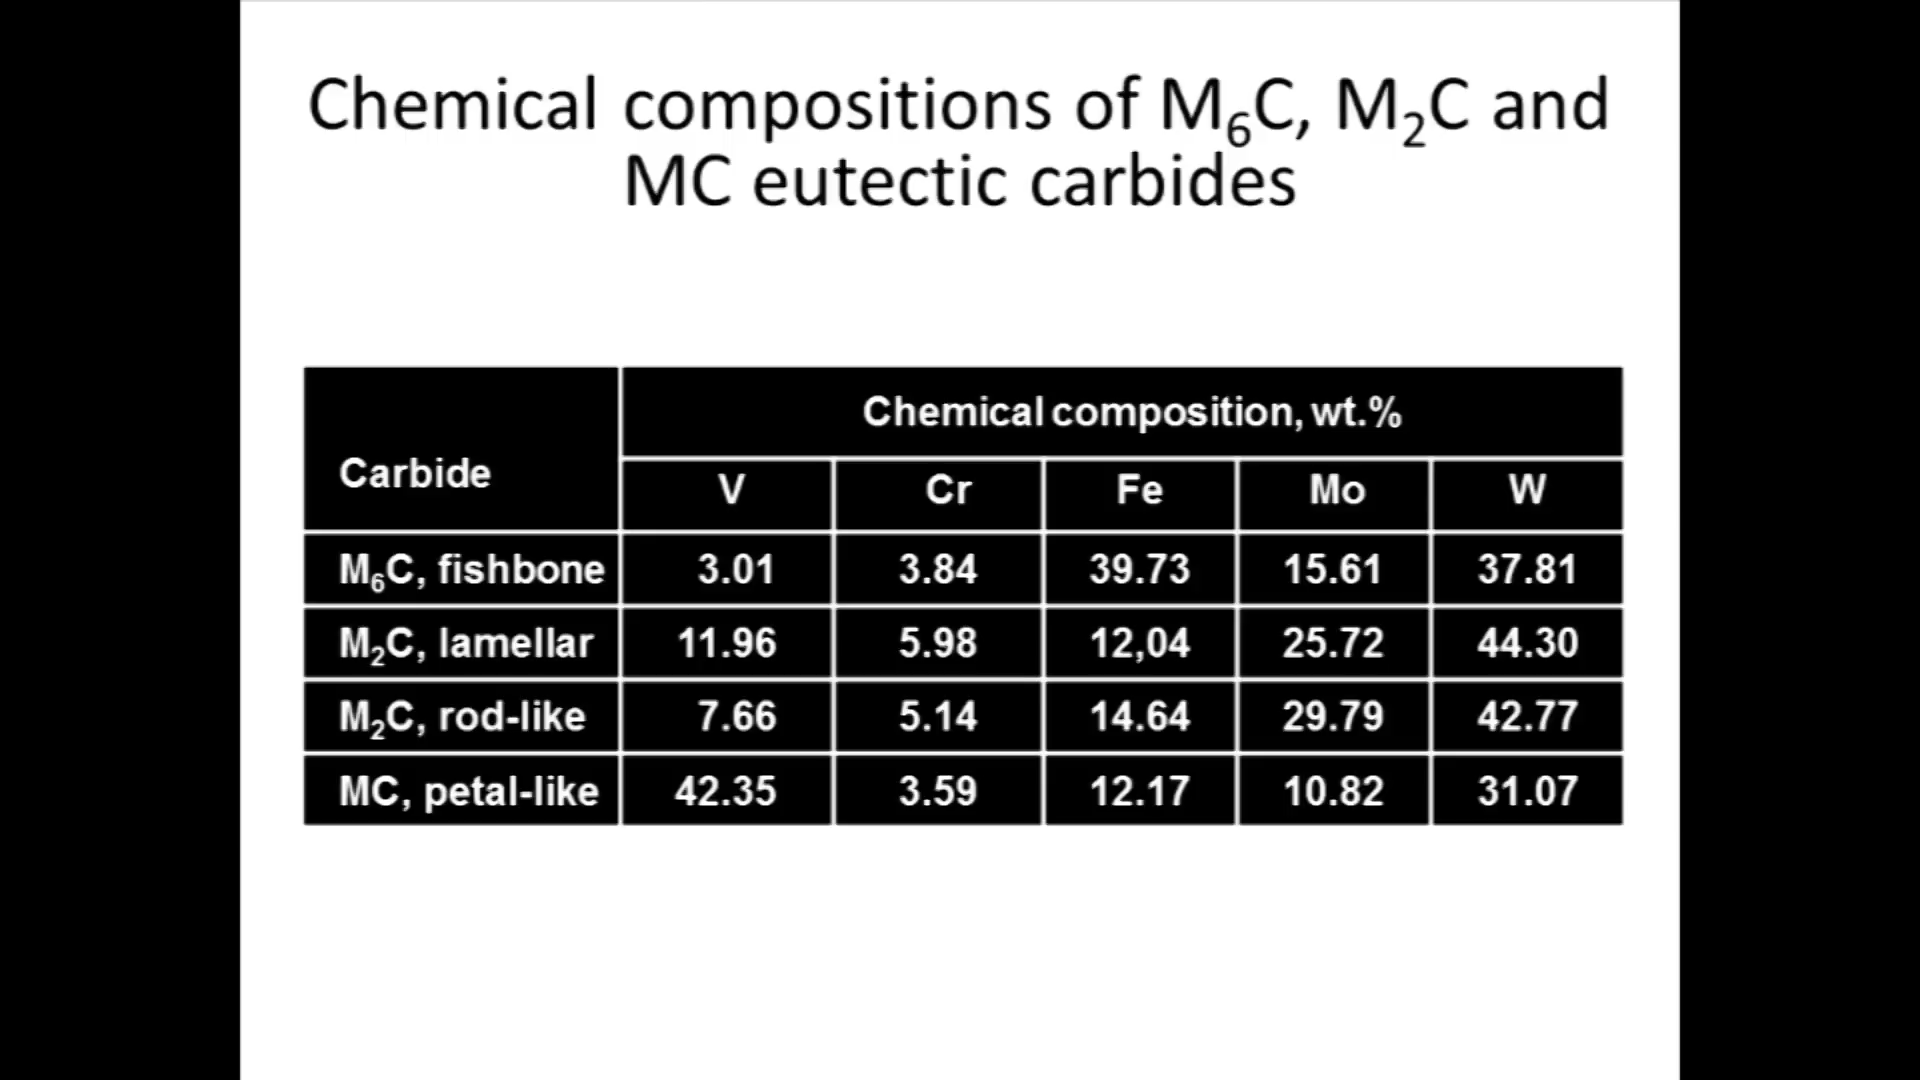 Chemical compositions of M₆C, M₂C and
MC eutectic carbides
Carbide
Chemical composition, wt.%
V Cr Fe Mo W
M₆C, fishbone 3.01 3.84 39.73 15.61 37.81
M₂C, lamellar 11.96 5.98 12,04 25.72 44.30
M₂C, rod-like 7.66 5.14 14.64 29.79 42.77
MC, petal-like 42.35 3.59 12.17 10.82 31.07